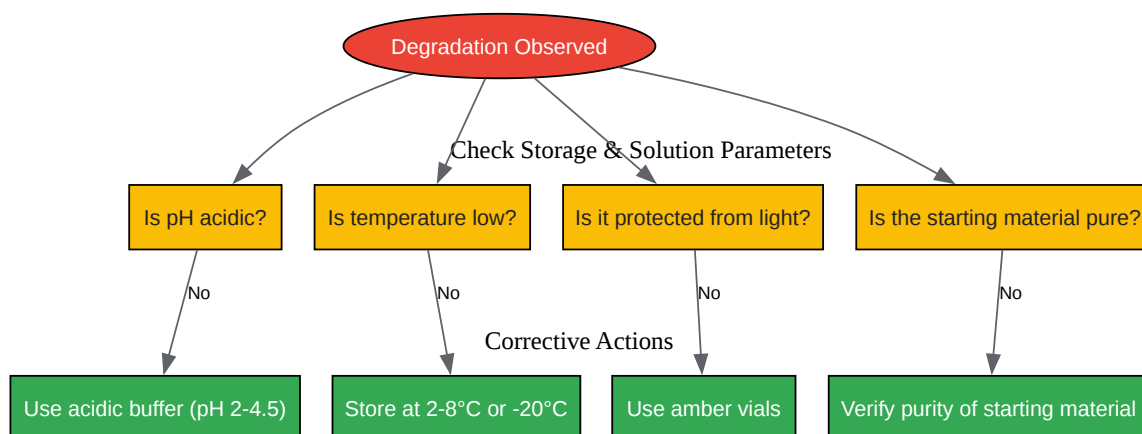 Degradation Observed
Check Storage & Solution Parameters
Is pH acidic?
Is temperature low?
Is it protected from light?
Is the starting material pure?
No
No
No
No
Corrective Actions
Use acidic buffer (pH 2-4.5)
Store at 2-8°C or -20°C
Use amber vials
Verify purity of starting material